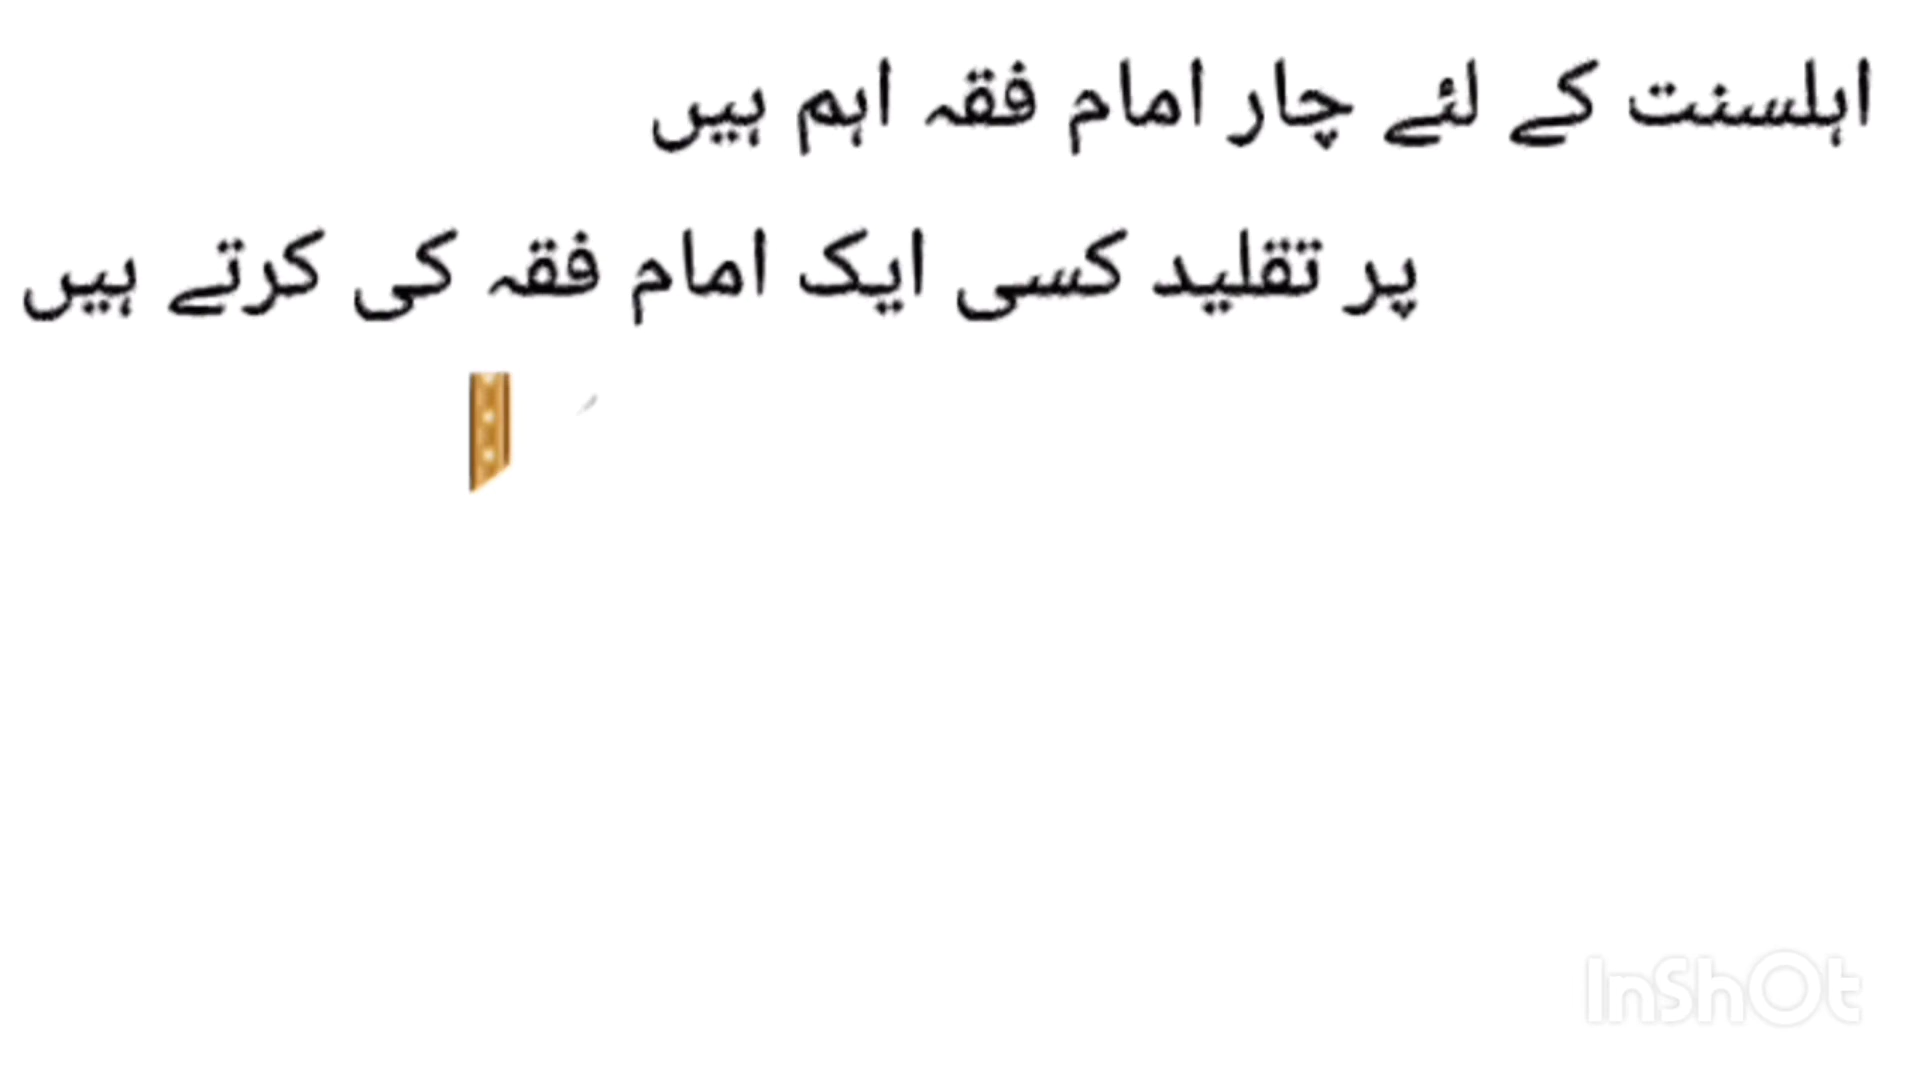 اہلسنت کے لئے چار امام فقہ اہم ہیں
پر تقلید کسی ایک امام فقہ کی کرتے ہیں
InShOt